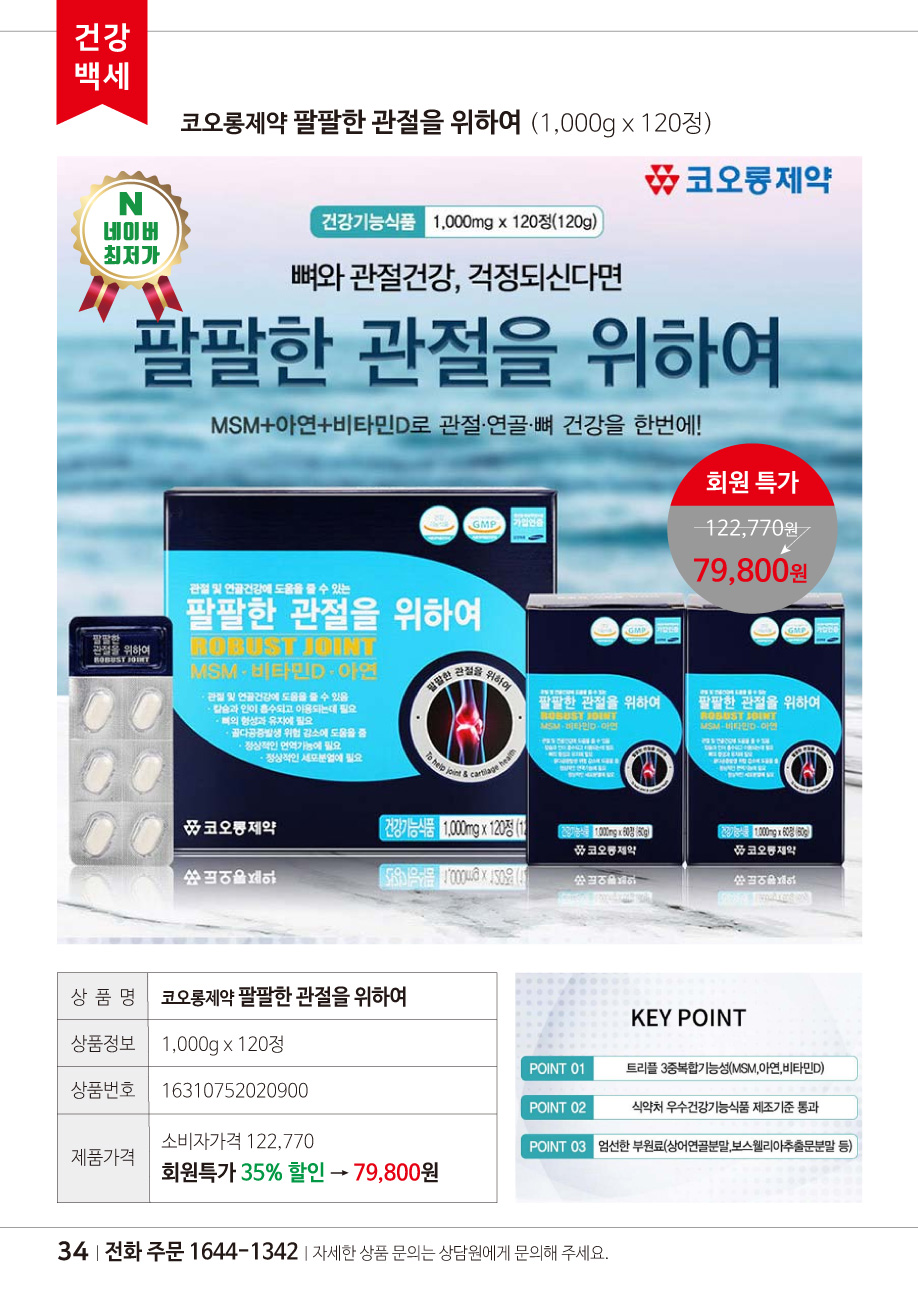 건강
백세
코오롱제약 팔팔한 관절을 위하여 (1,000g x 120정)
N
네이버
최저가
코오롱제약
건강기능식품 1,000mg x 120정(120g)
뼈와 관절건강, 걱정되신다면
팔팔한 관절을 위하여
MSM+아연+비타민D로 관절·연골·뼈 건강을 한번에!
회원 특가
122,770원
79,800원
건강
기능식품
GMP
가입인증
관절 및 연골건강에 도움을 줄 수 있는
팔팔한 관절을 위하여
ROBUST JOINT
MSM · 비타민D · 아연
· 관절 및 연골건강에 도움을 줄 수 있음
· 칼슘과 인이 흡수되고 이용되는데 필요
· 뼈의 형성과 유지에 필요
· 골다공증발생 위험 감소에 도움을 줌
· 정상적인 면역기능에 필요
· 정상적인 세포분열에 필요
팔팔한 관절을 위하여
To help joint & cartilage health
코오롱제약
건강기능식품 1,000mg x 120정 (12
팔팔한
관절을 위하여
ROBUST JOINT
GMP
가입인증
팔팔한 관절을 위하여
ROBUST JOINT
MSM · 비타민D · 아연
건강기능식품 1,000mg x 60정 (60g)
코오롱제약
GMP
가입인증
팔팔한 관절을 위하여
ROBUST JOINT
MSM · 비타민D · 아연
건강기능식품 1,000mg x 60정 (60g)
코오롱제약
상 품 명 코오롱제약 팔팔한 관절을 위하여
상품정보 1,000g x 120정
상품번호 16310752020900
제품가격 소비자가격 122,770
회원특가 35% 할인 → 79,800원
KEY POINT
POINT 01 트리플 3중복합기능성(MSM,아연,비타민D)
POINT 02 식약처 우수건강기능식품 제조기준 통과
POINT 03 엄선한 부원료(상어연골분말,보스웰리아추출문분말 등)
34 | 전화 주문 1644-1342 | 자세한 상품 문의는 상담원에게 문의해 주세요.